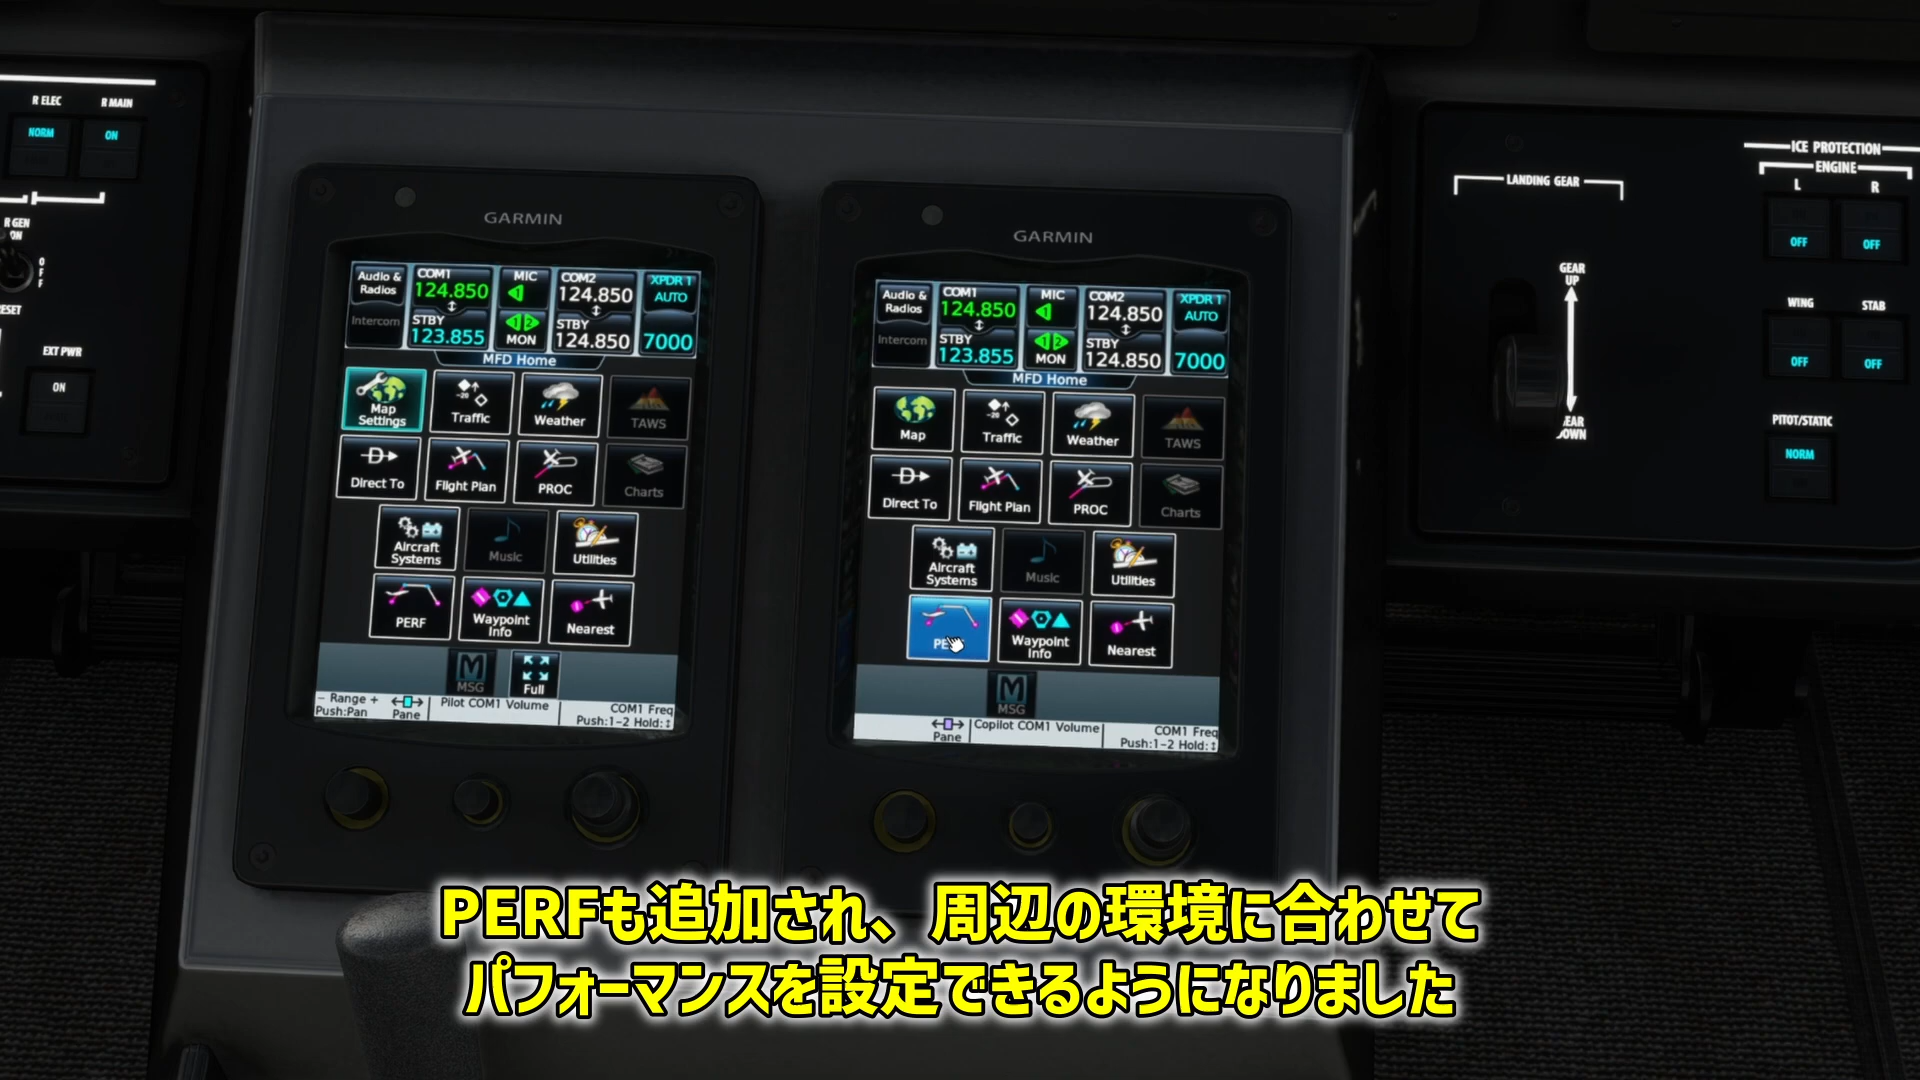 R ELEC
R MAIN
NORM
ON
R GEN
ON
O
F
F
EXT PWR
ON
GARMIN
Audio &
Radios
Intercom
COM1
124.850
STBY
123.855
MIC
1
1 2
MON
COM2
124.850
STBY
124.850
XPDR 1
AUTO
7000
MFD Home
Map
Settings
-20
Traffic
Weather
TAWS
Direct To
Flight Plan
PROC
Charts
Aircraft
Systems
Music
Utilities
PERF
Waypoint
Info
Nearest
MSG
Full
- Range +
Push:Pan
Pane
Pilot COM1 Volume
COM1 Freq
Push:1-2 Hold:↕
GARMIN
Audio &
Radios
Intercom
COM1
124.850
STBY
123.855
MIC
1
1 2
MON
COM2
124.850
STBY
124.850
XPDR 1
AUTO
7000
MFD Home
Map
-20
Traffic
Weather
TAWS
Direct To
Flight Plan
PROC
Charts
Aircraft
Systems
Music
Utilities
Waypoint
Info
Nearest
MSG
Pane
Copilot COM1 Volume
COM1 Freq
Push:1-2 Hold:↕
LANDING GEAR
GEAR
UP
ICE PROTECTION
ENGINE
L
R
OFF
OFF
WING
STAB
OFF
OFF
PITOT/STATIC
NORM
PERFも追加され、周辺の環境に合わせて
パフォーマンスを設定できるようになりました